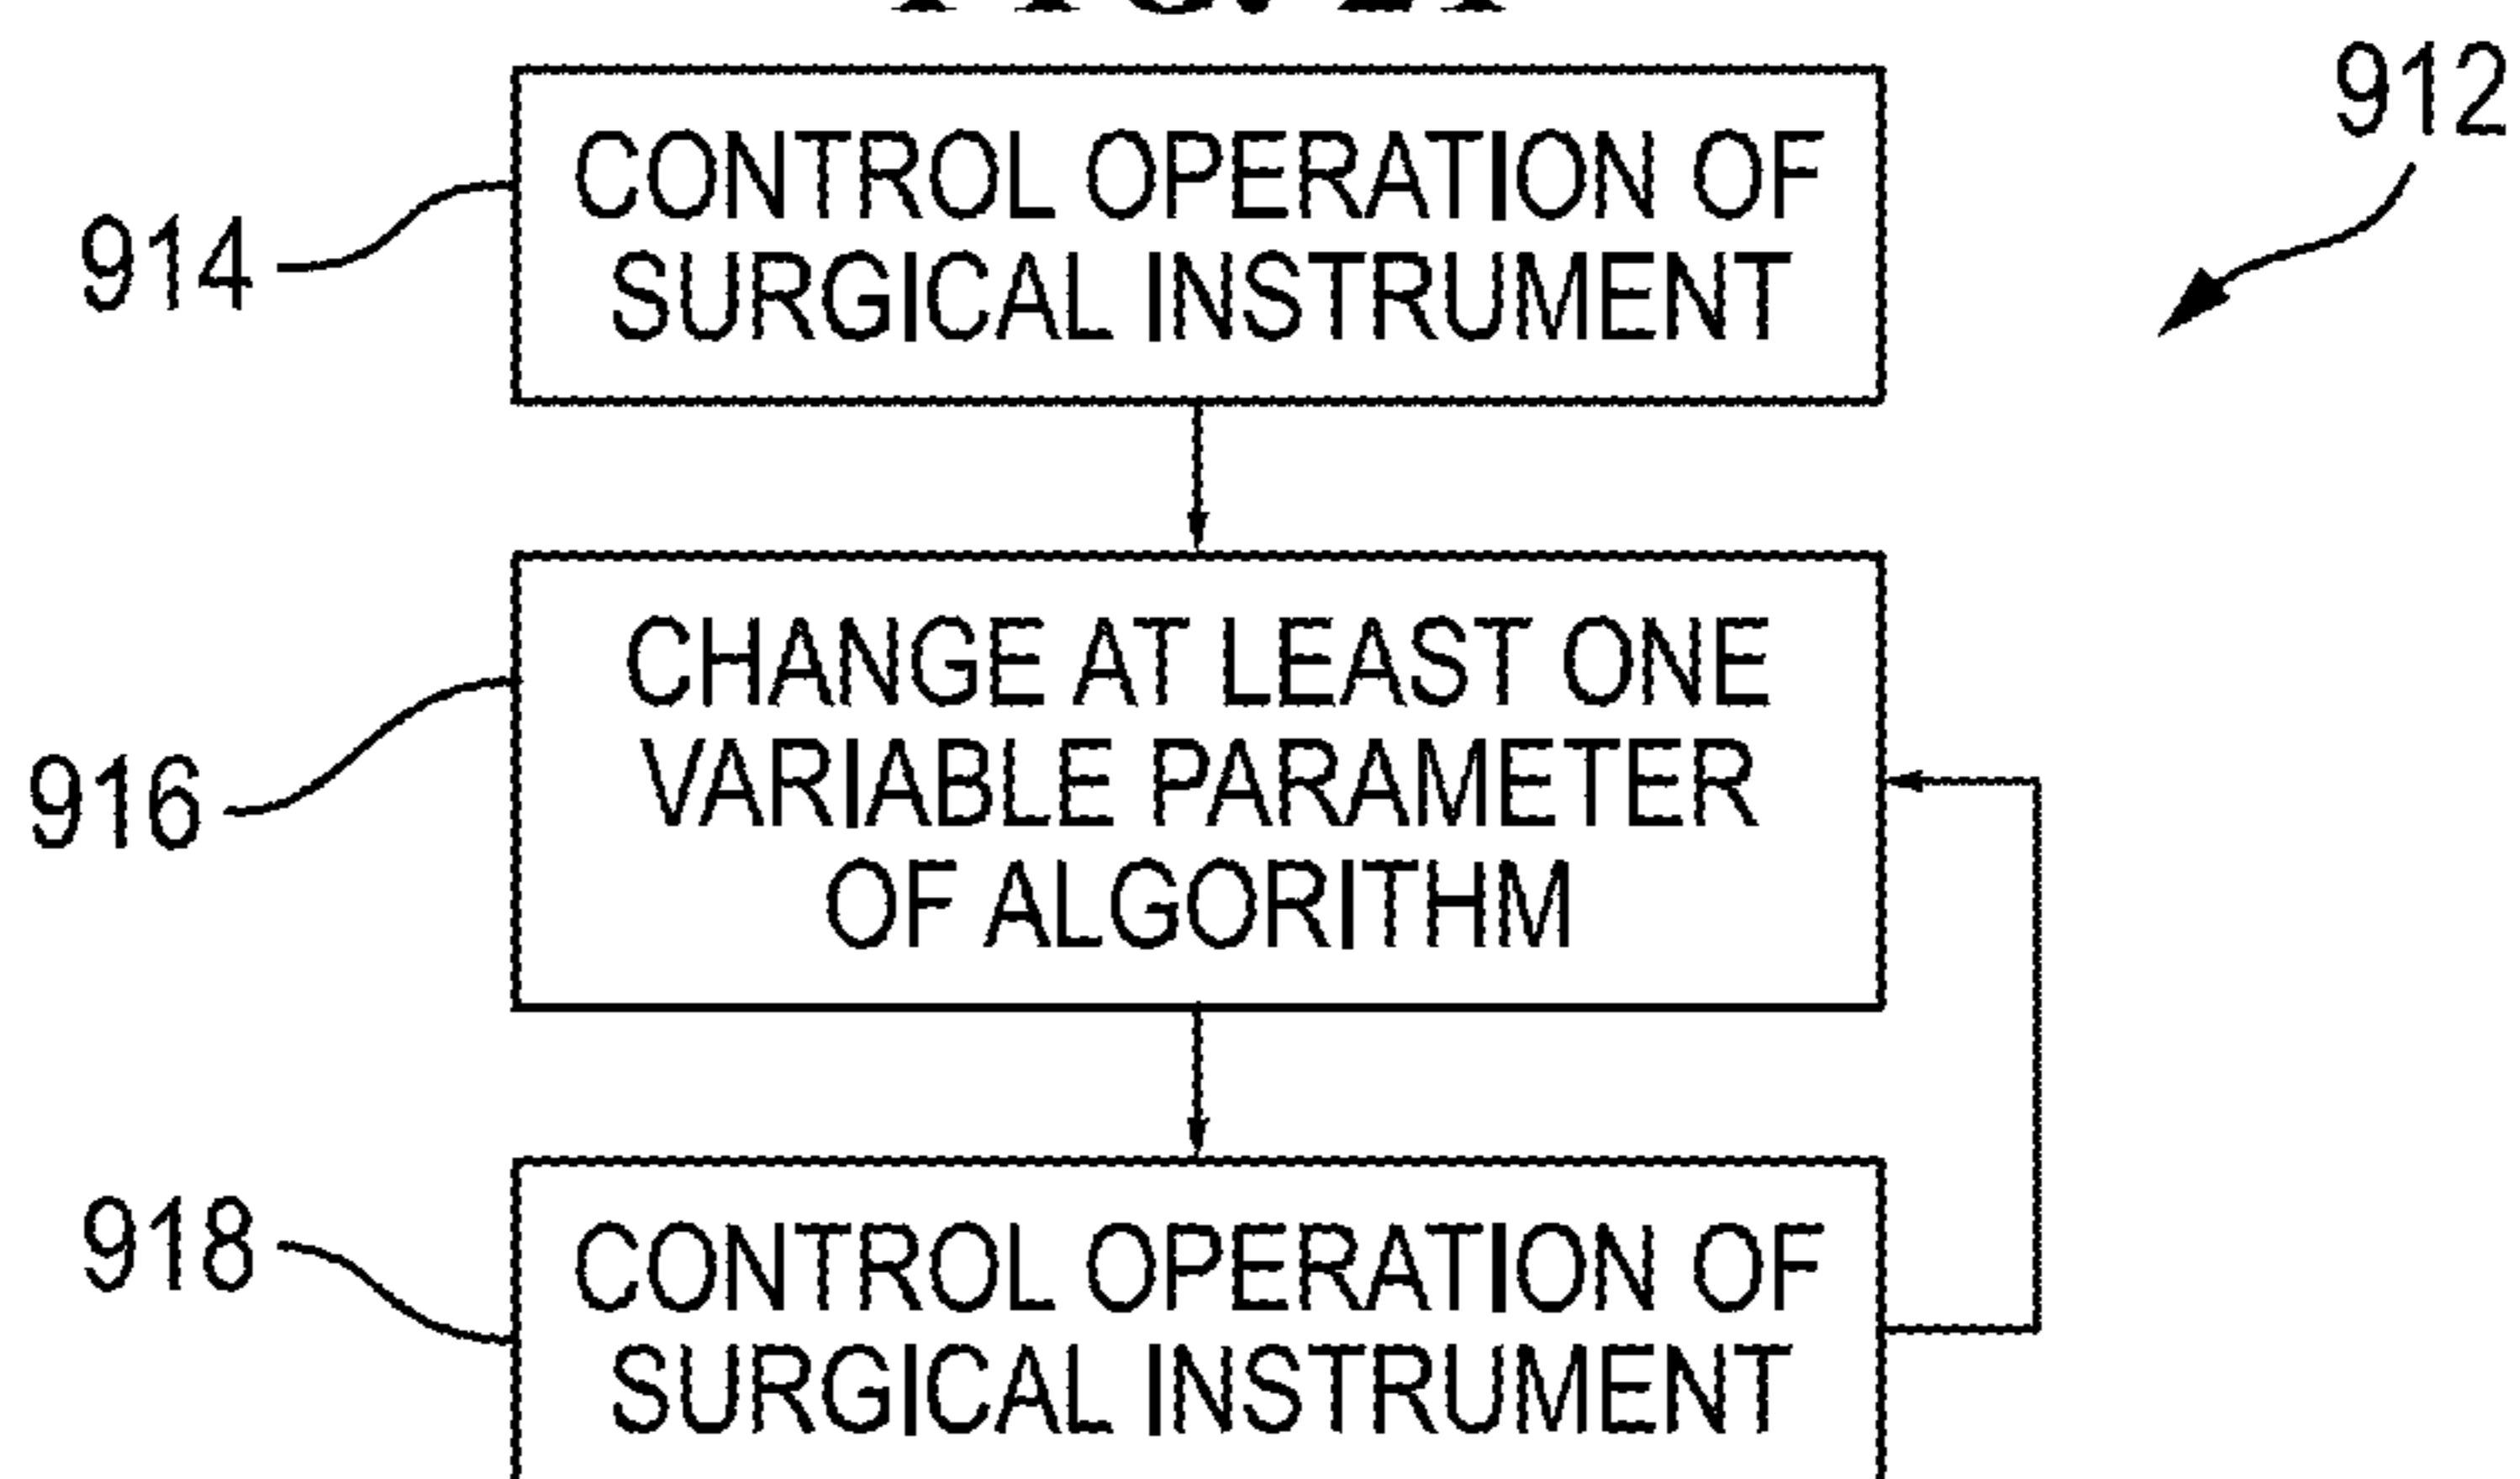 912
914
CONTROL OPERATION OF
SURGICAL INSTRUMENT
916
CHANGE AT LEAST ONE
VARIABLE PARAMETER
OF ALGORITHM
918
CONTROL OPERATION OF
SURGICAL INSTRUMENT